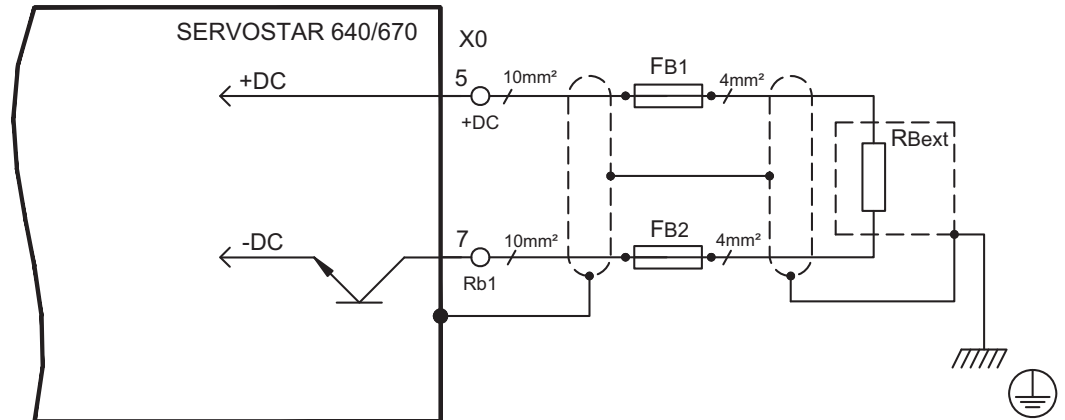 SERVOSTAR 640/670
X0
+DC
5
10mm²
FB1
4mm²
+DC
RBext
-DC
7
10mm²
FB2
4mm²
Rb1